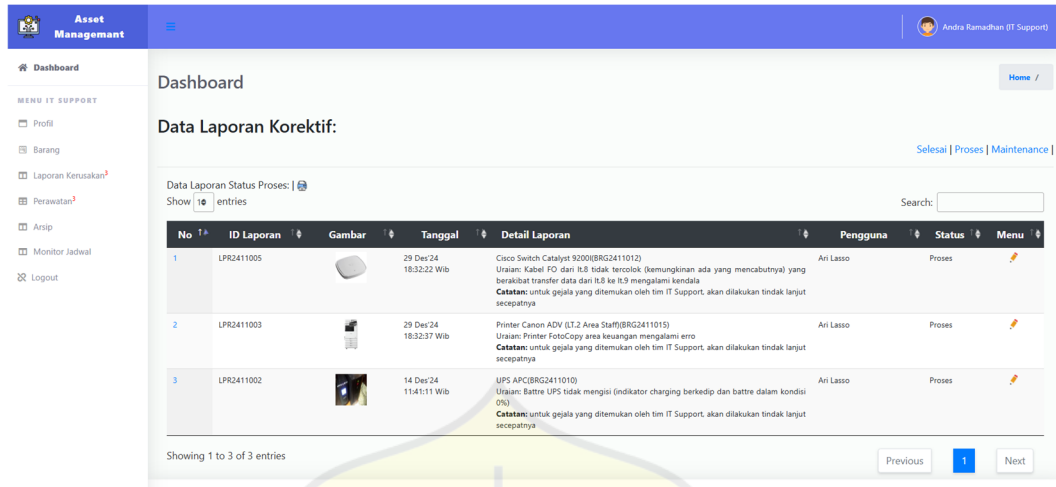 Asset
Managemant
Andra Ramadhan (IT Support)
Dashboard
MENU IT SUPPORT
Profil
Barang
Laporan Kerusakan3
Perawatan3
Arsip
Monitor Jadwal
Logout
Dashboard
Home /
Data Laporan Korektif:
Selesai | Proses | Maintenance |
Data Laporan Status Proses: |
Show 10 entries
Search:
No ID Laporan Gambar Tanggal Detail Laporan Pengguna Status Menu
1 LPR2411005 29 Des'24 Cisco Switch Catalyst 9200l(BRG2411012) Ari Lasso Proses
18:32:22 Wib Uraian: Kabel FO dari lt.8 tidak tercolok (kemungkinan ada yang mencabutnya) yang
berakibat transfer data dari lt.8 ke lt.9 mengalami kendala
Catatan: untuk gejala yang ditemukan oleh tim IT Support, akan dilakukan tindak lanjut
secepatnya
2 LPR2411003 29 Des'24 Printer Canon ADV (LT.2 Area Staff)(BRG2411015) Ari Lasso Proses
18:32:37 Wib Uraian: Printer FotoCopy area keuangan mengalami erro
Catatan: untuk gejala yang ditemukan oleh tim IT Support, akan dilakukan tindak lanjut
secepatnya
3 LPR2411002 14 Des'24 UPS APC(BRG2411010) Ari Lasso Proses
11:41:11 Wib Uraian: Battre UPS tidak mengisi (indikator charging berkedip dan battre dalam kondisi
0%)
Catatan: untuk gejala yang ditemukan oleh tim IT Support, akan dilakukan tindak lanjut
secepatnya
Showing 1 to 3 of 3 entries
Previous 1 Next